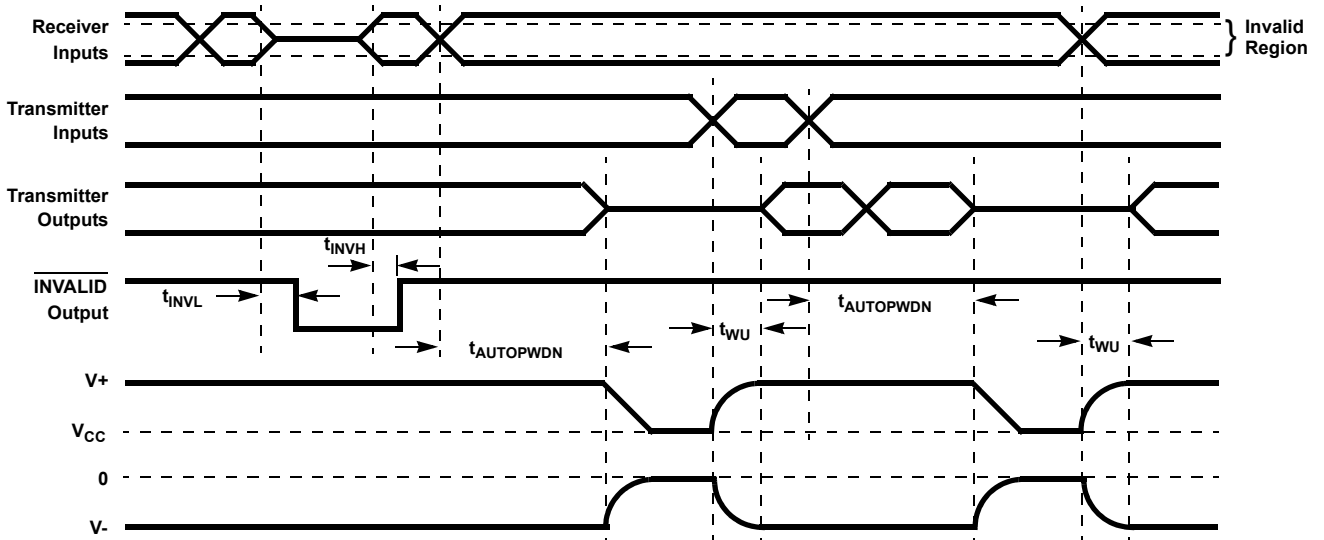 Receiver
Inputs
} Invalid
Region
Transmitter
Inputs
Transmitter
Outputs
tINVH
INVALID
Output
tINVL
tAUTOPWDN
tWU
tAUTOPWDN
tWU
V+
VCC
0
V-